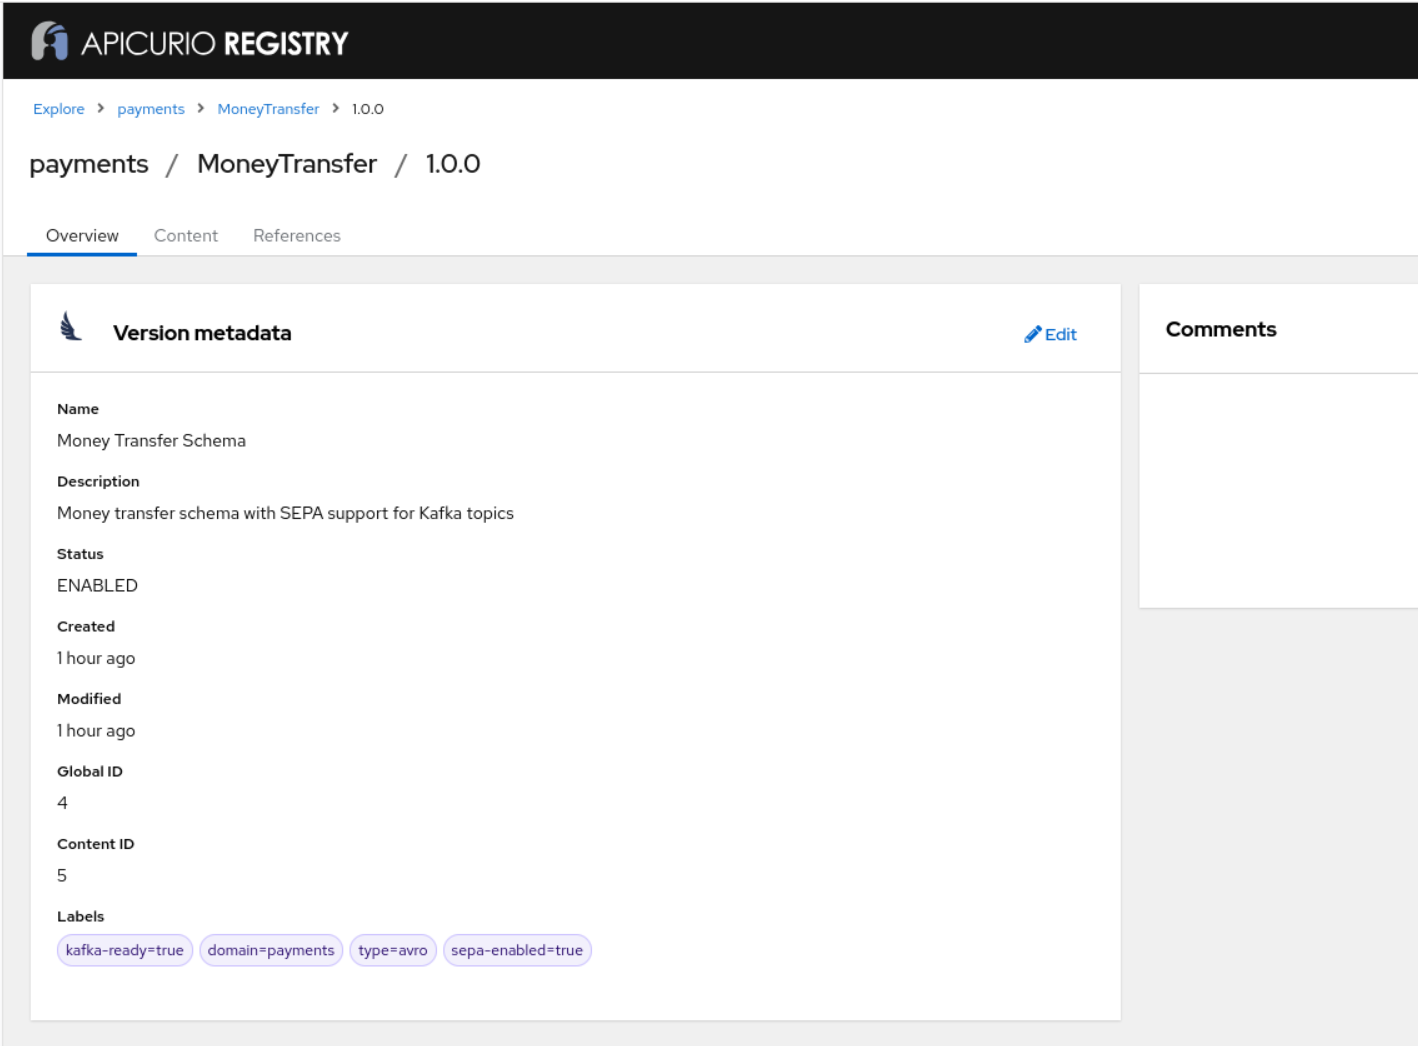 APICURIO REGISTRY
Explore > payments > MoneyTransfer > 1.0.0
payments / MoneyTransfer / 1.0.0
Overview Content References
Version metadata
Edit
Name
Money Transfer Schema
Description
Money transfer schema with SEPA support for Kafka topics
Status
ENABLED
Created
1 hour ago
Modified
1 hour ago
Global ID
4
Content ID
5
Labels
kafka-ready=true domain=payments type=avro sepa-enabled=true
Comments